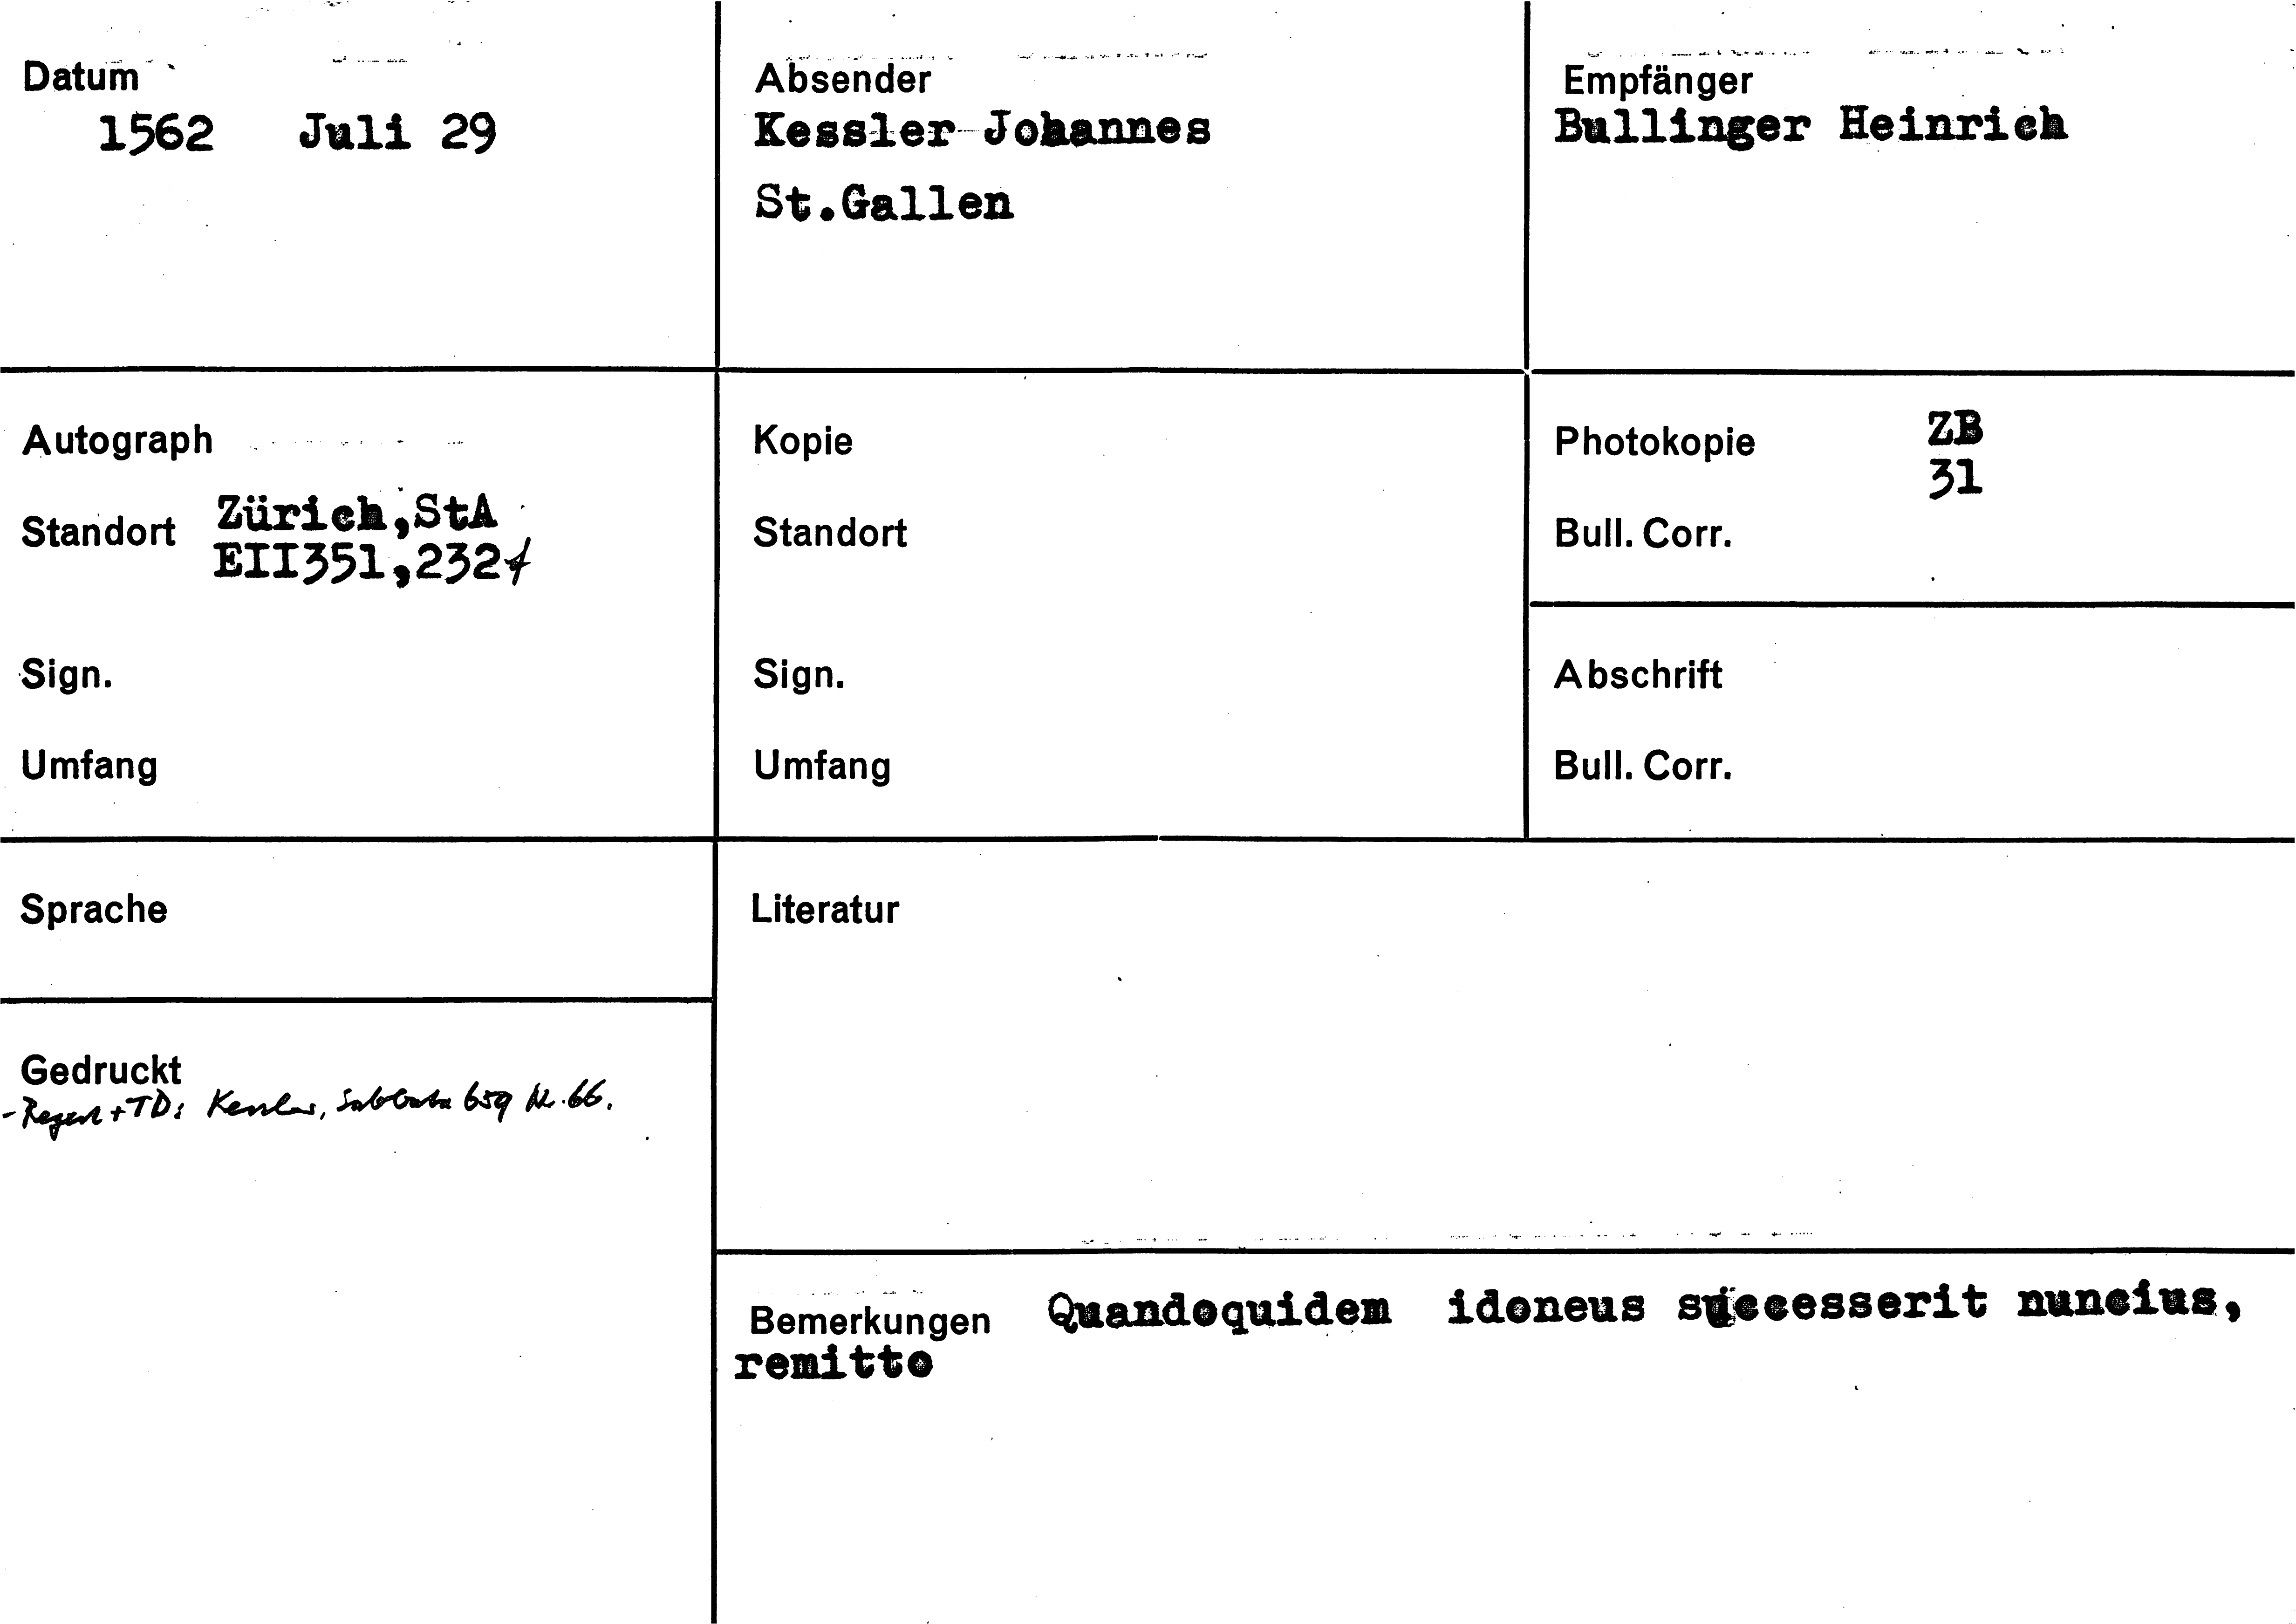 Datum
1562 Juli 29
Absender
Kessler Johannes
St.Gallen
Empfänger
Bullinger Heinrich
Autograph
Standort Zürich,StA
EII351,232f
Sign.
Umfang
Kopie
Standort
Sign.
Umfang
Photokopie ZB
31
Bull. Corr.
Abschrift
Bull. Corr.
Sprache
Gedruckt
- Regest + TD: Kessler, Sabbata 659 Nr. 66.
Literatur
Bemerkungen Quandoquidem idoneus successerit nuncius,
remitto